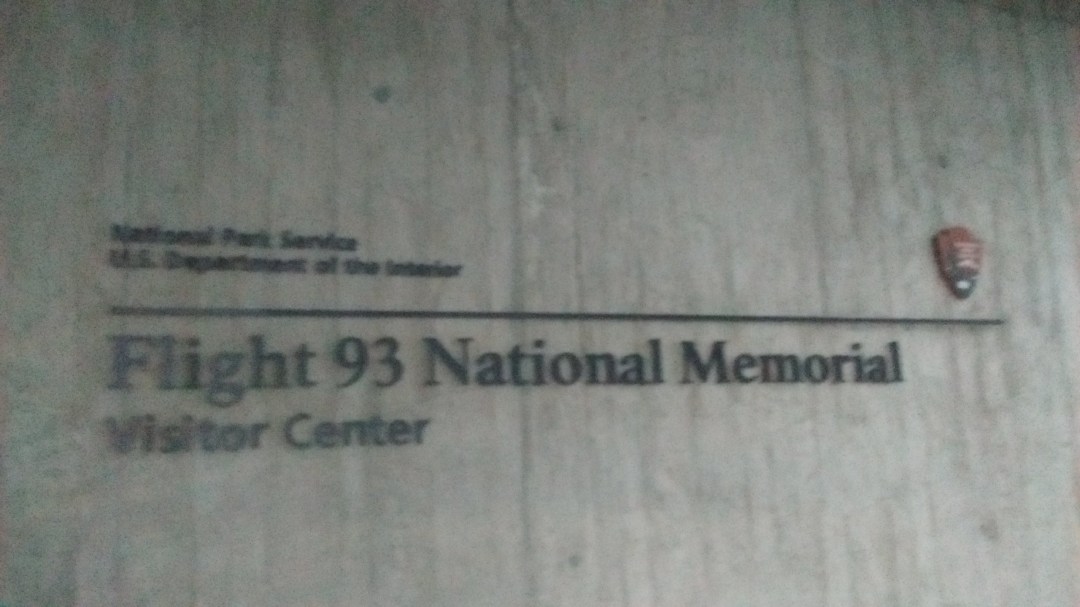 National Park Service
U.S. Department of the Interior
Flight 93 National Memorial
Visitor Center